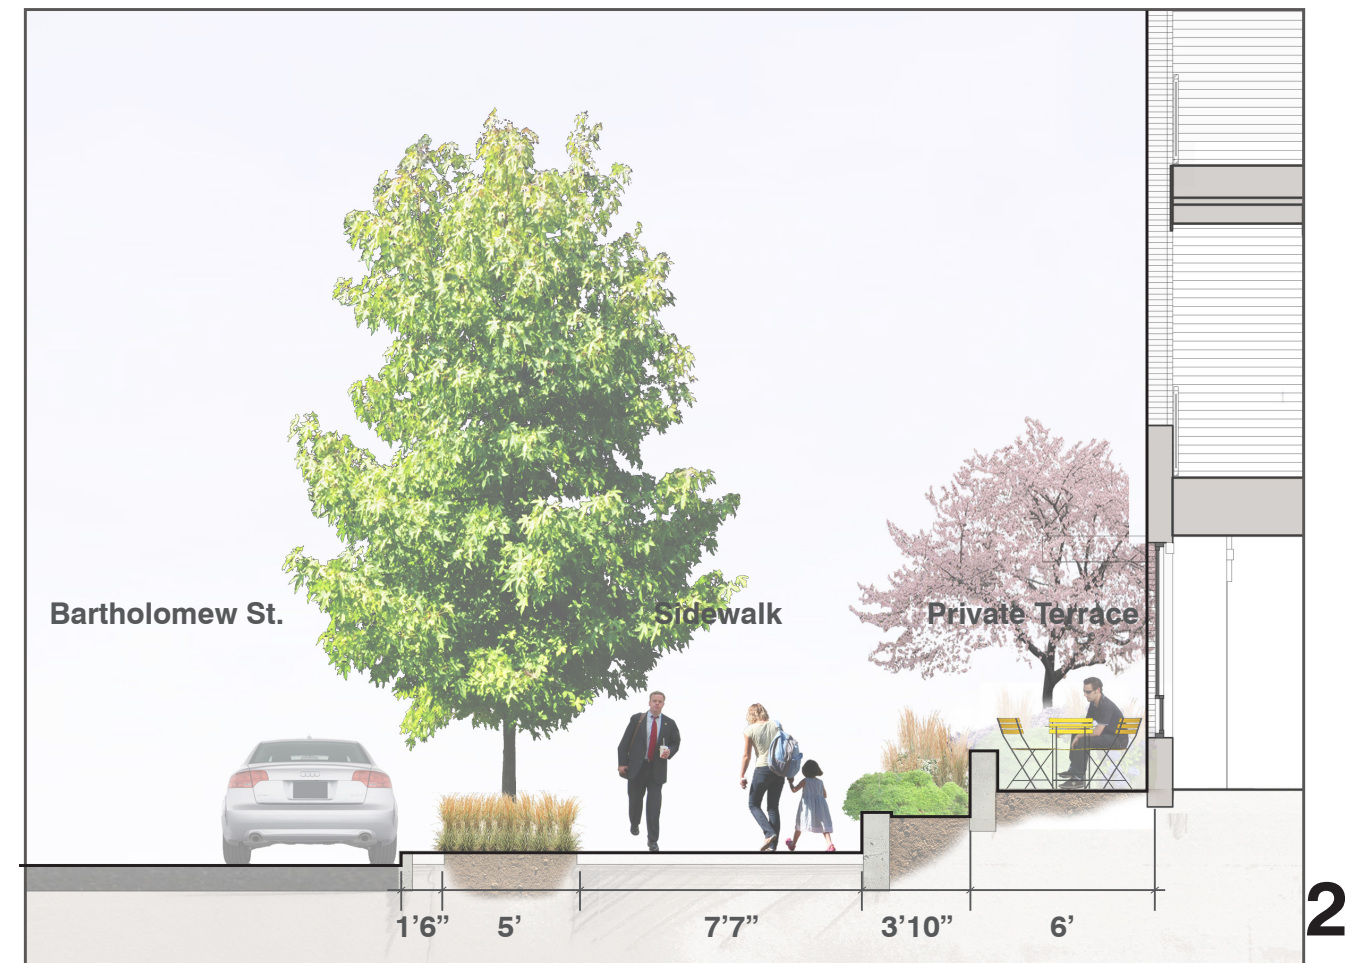 Bartholomew St.
Sidewalk
Private Terrace
1’6”
5’
7’7”
3’10”
6’
2